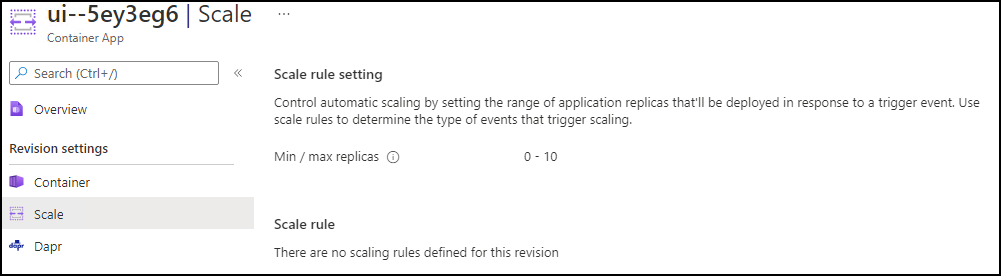 ui--5ey3eg6 | Scale ...
Container App
Search (Ctrl+/)
«
Overview
Revision settings
Container
Scale
dapr Dapr
Scale rule setting
Control automatic scaling by setting the range of application replicas that'll be deployed in response to a trigger event. Use
scale rules to determine the type of events that trigger scaling.
Min / max replicas 0 - 10
Scale rule
There are no scaling rules defined for this revision